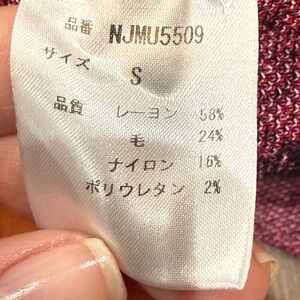 品番 NJMU5509
サイズ S
品質 レーヨン 58%
毛 24%
ナイロン 16%
ポリウレタン 2%